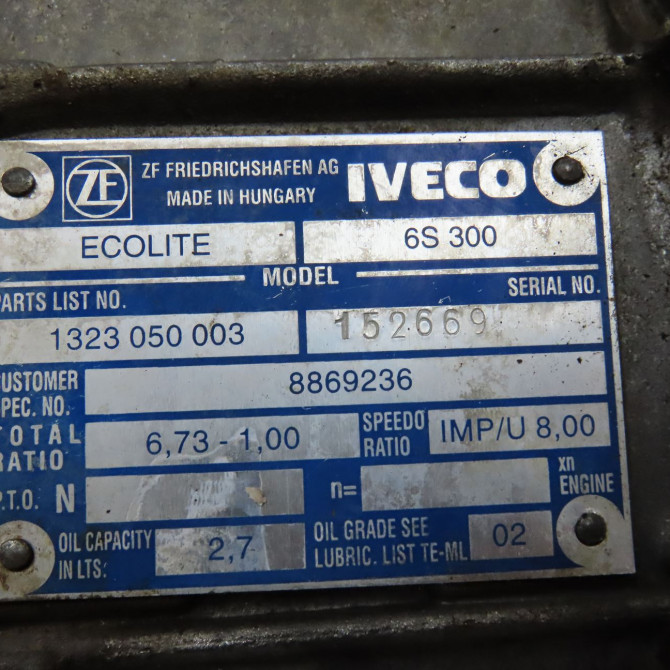 ZF
ZF FRIEDRICHSHAFEN AG
MADE IN HUNGARY
IVECO
ECOLITE
6S 300
MODEL
PARTS LIST NO.
SERIAL NO.
1323 050 003
152669
CUSTOMER
SPEC. NO.
8869236
TOTAL
RATIO
6,73 - 1,00
SPEEDO
RATIO
IMP/U 8,00
P.T.O. N
n=
xn
ENGINE
OIL CAPACITY
IN LTS:
2,7
OIL GRADE SEE
LUBRIC. LIST TE-ML
02